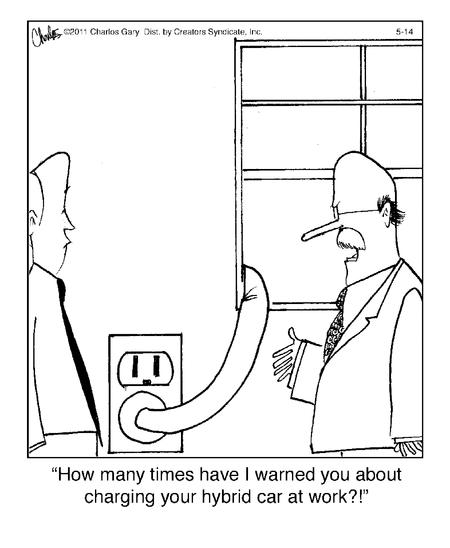 Charles ©2011 Charlos Gary Dist. by Creators Syndicate, Inc. 5-14
“How many times have I warned you about
charging your hybrid car at work?!”